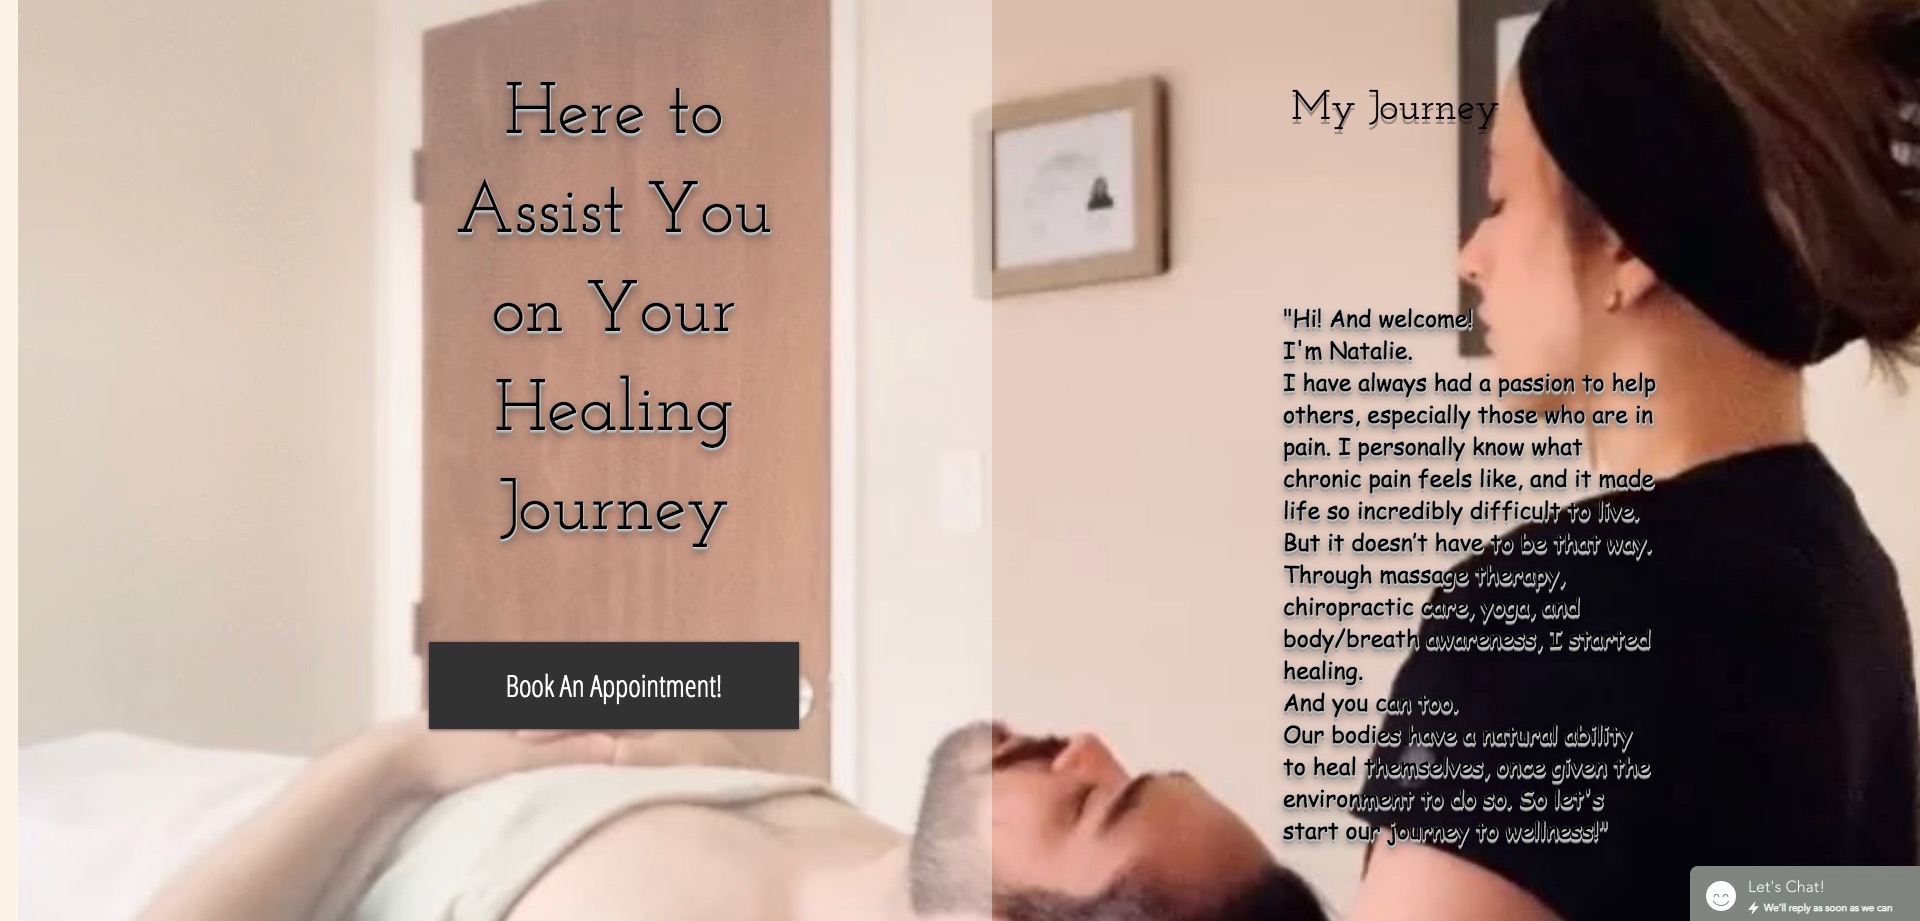 Here to
Assist You
on Your
Healing
Journey
Book An Appointment!
My Journey
"Hi! And welcome!
I'm Natalie.
I have always had a passion to help
others, especially those who are in
pain. I personally know what
chronic pain feels like, and it made
life so incredibly difficult to live.
But it doesn't have to be that way.
Through massage therapy,
chiropractic care, yoga, and
body/breath awareness, I started
healing.
And you can too.
Our bodies have a natural ability
to heal themselves, once given the
environment to do so. So let's
start our journey to wellness!"
Let's Chat!
We'll reply as soon as we can